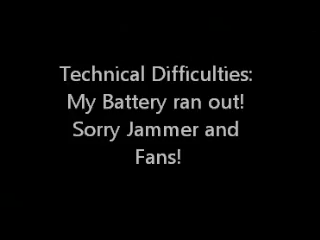 Technical Difficulties:
My Battery ran out!
Sorry Jammer and
Fans!